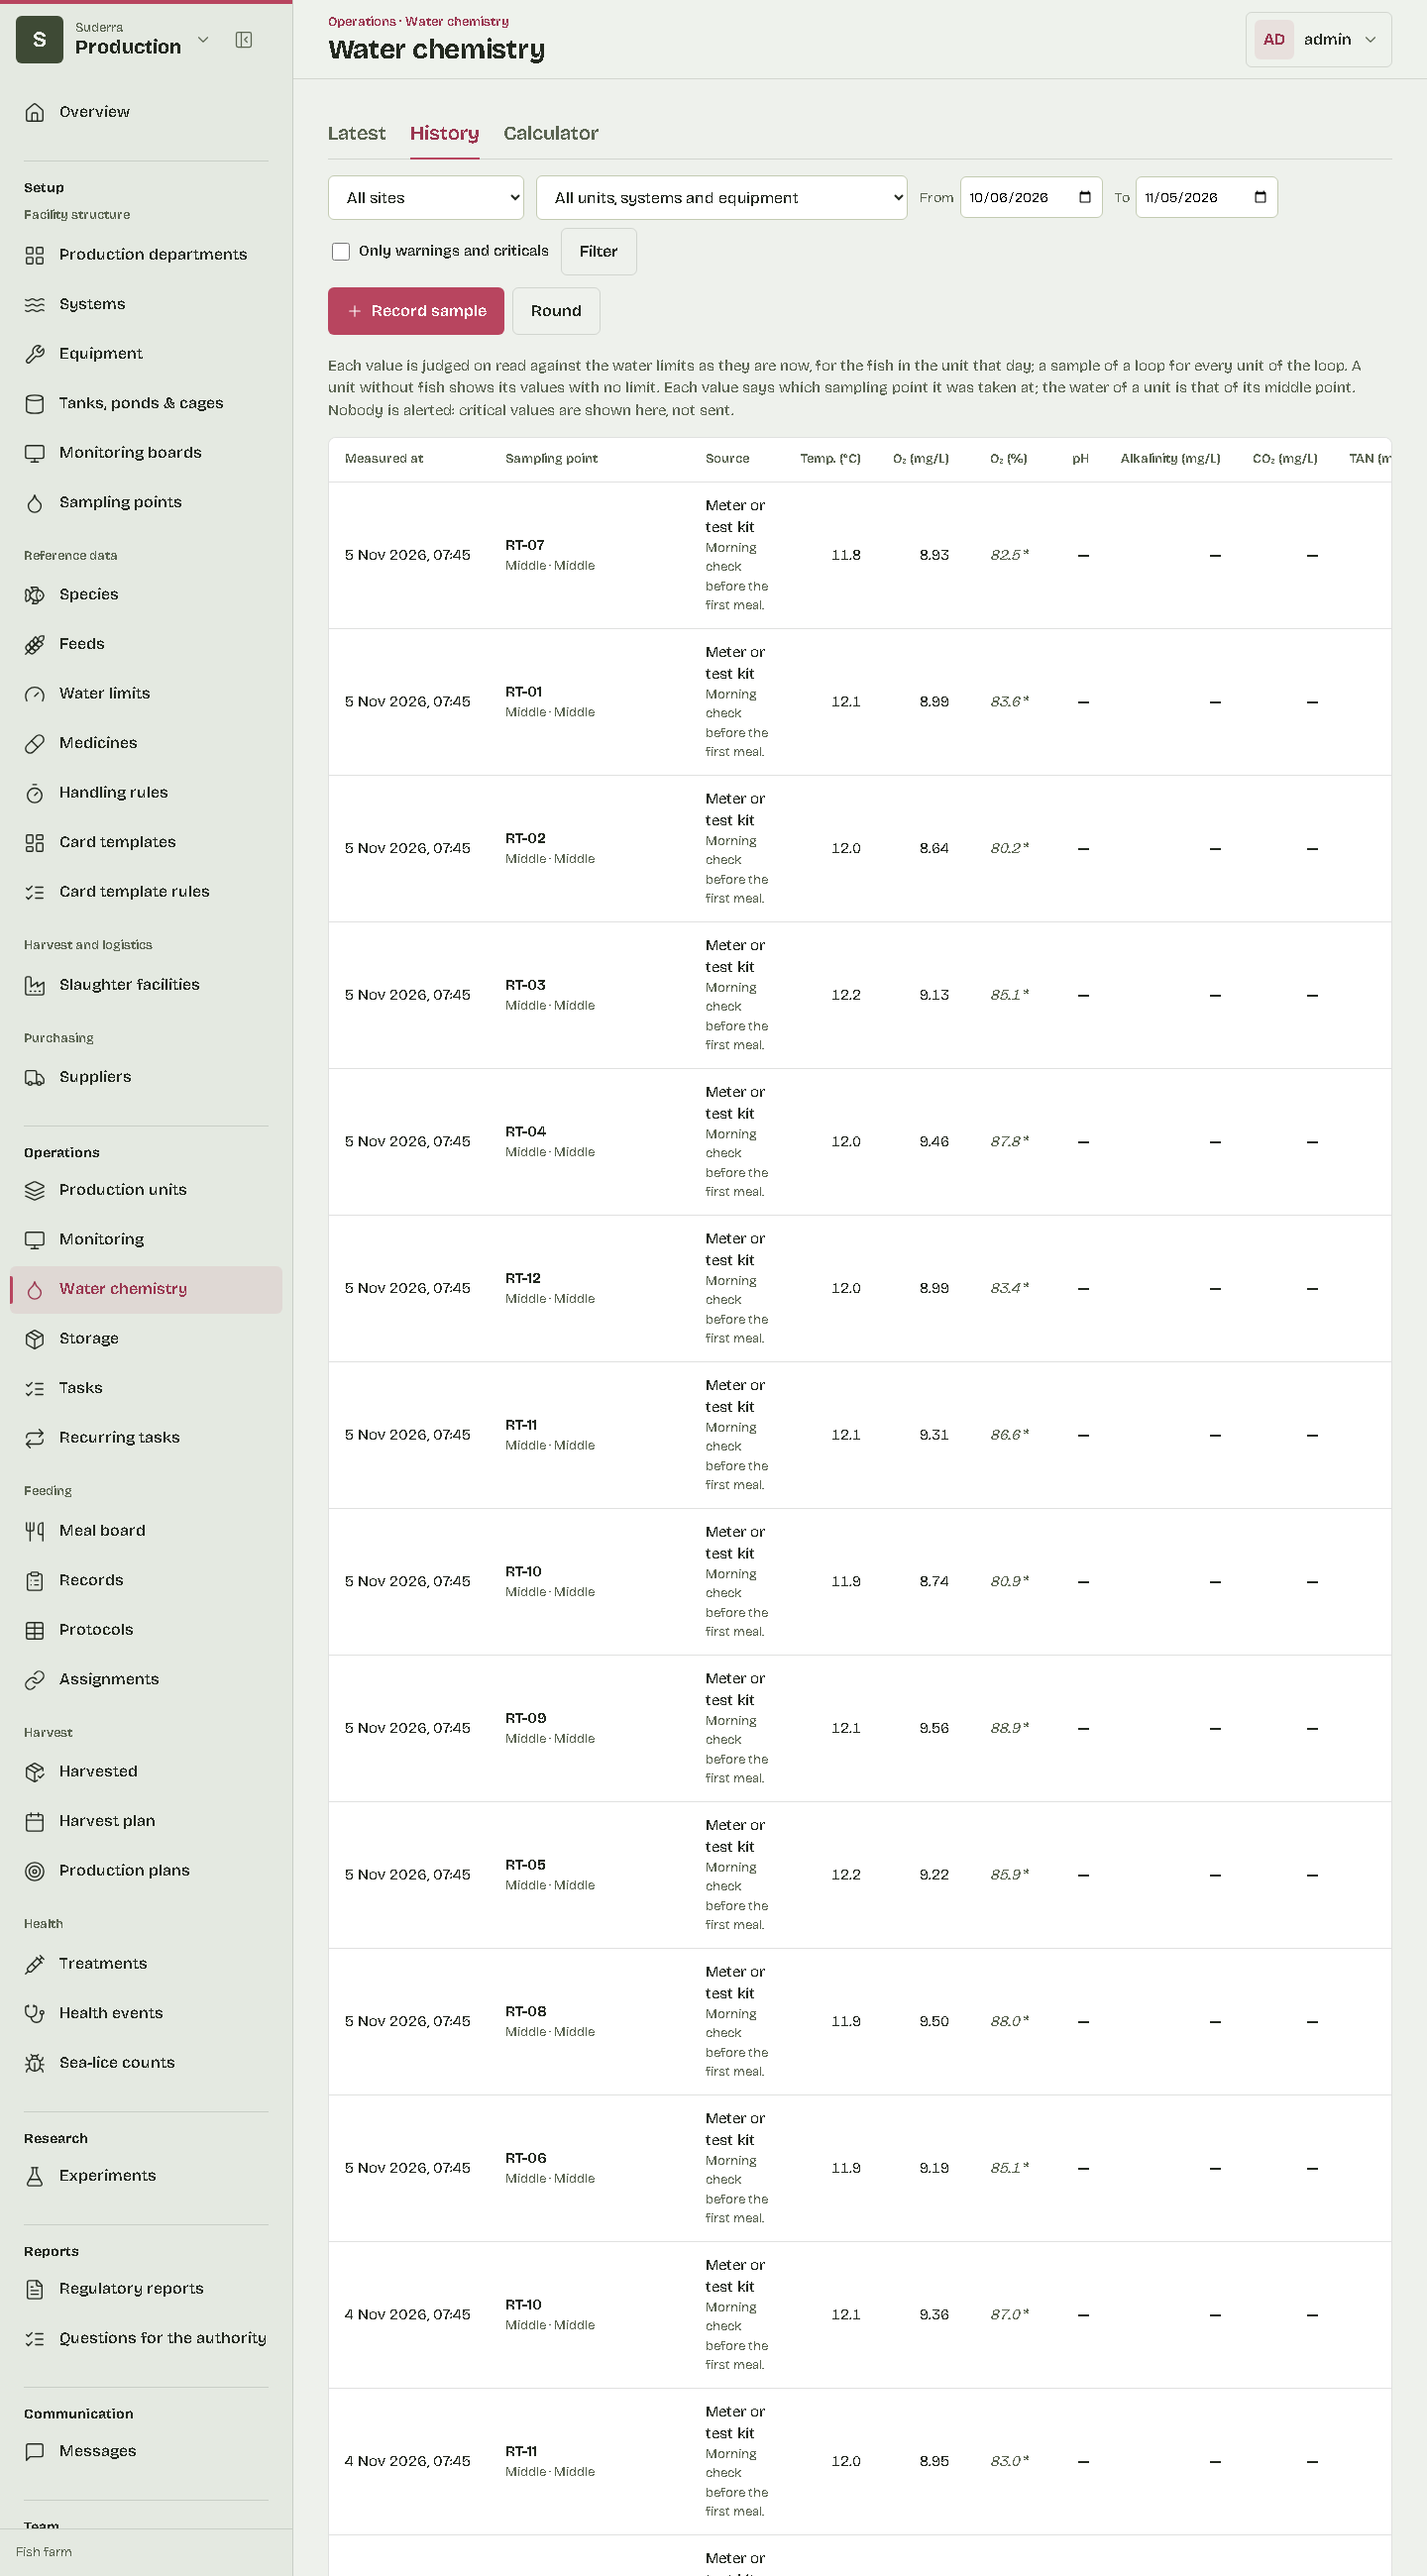 S
Suderra
Production
Overview
Setup
Facility structure
Production departments
Systems
Equipment
Tanks, ponds & cages
Monitoring boards
Sampling points
Reference data
Species
Feeds
Water limits
Medicines
Handling rules
Card templates
Card template rules
Harvest and logistics
Slaughter facilities
Purchasing
Suppliers
Operations
Production units
Monitoring
Water chemistry
Storage
Tasks
Recurring tasks
Feeding
Meal board
Records
Protocols
Assignments
Harvest
Harvested
Harvest plan
Production plans
Health
Treatments
Health events
Sea-lice counts
Research
Experiments
Reports
Regulatory reports
Questions for the authority
Communication
Messages
Team
Fish farm
Operations · Water chemistry
Water chemistry
AD admin
Latest History Calculator
All sites All units, systems and equipment From 10/06/2026 To 11/05/2026
Only warnings and criticals Filter
+ Record sample Round
Each value is judged on read against the water limits as they are now, for the fish in the unit that day; a sample of a loop for every unit of the loop. A
unit without fish shows its values with no limit. Each value says which sampling point it was taken at; the water of a unit is that of its middle point.
Nobody is alerted: critical values are shown here, not sent.
Measured at Sampling point Source Temp. (°C) O₂ (mg/L) O₂ (%) pH Alkalinity (mg/L) CO₂ (mg/L) TAN (m
Meter or
test kit
Morning
check
before the
first meal.
5 Nov 2026, 07:45 RT-07 Middle · Middle 11.8 8.93 82.5* – – –
Meter or
test kit
Morning
check
before the
first meal.
5 Nov 2026, 07:45 RT-01 Middle · Middle 12.1 8.99 83.6* – – –
Meter or
test kit
Morning
check
before the
first meal.
5 Nov 2026, 07:45 RT-02 Middle · Middle 12.0 8.64 80.2* – – –
Meter or
test kit
Morning
check
before the
first meal.
5 Nov 2026, 07:45 RT-03 Middle · Middle 12.2 9.13 85.1* – – –
Meter or
test kit
Morning
check
before the
first meal.
5 Nov 2026, 07:45 RT-04 Middle · Middle 12.0 9.46 87.8* – – –
Meter or
test kit
Morning
check
before the
first meal.
5 Nov 2026, 07:45 RT-12 Middle · Middle 12.0 8.99 83.4* – – –
Meter or
test kit
Morning
check
before the
first meal.
5 Nov 2026, 07:45 RT-11 Middle · Middle 12.1 9.31 86.6* – – –
Meter or
test kit
Morning
check
before the
first meal.
5 Nov 2026, 07:45 RT-10 Middle · Middle 11.9 8.74 80.9* – – –
Meter or
test kit
Morning
check
before the
first meal.
5 Nov 2026, 07:45 RT-09 Middle · Middle 12.1 9.56 88.9* – – –
Meter or
test kit
Morning
check
before the
first meal.
5 Nov 2026, 07:45 RT-05 Middle · Middle 12.2 9.22 85.9* – – –
Meter or
test kit
Morning
check
before the
first meal.
5 Nov 2026, 07:45 RT-08 Middle · Middle 11.9 9.50 88.0* – – –
Meter or
test kit
Morning
check
before the
first meal.
5 Nov 2026, 07:45 RT-06 Middle · Middle 11.9 9.19 85.1* – – –
Meter or
test kit
Morning
check
before the
first meal.
4 Nov 2026, 07:45 RT-10 Middle · Middle 12.1 9.36 87.0* – – –
Meter or
test kit
Morning
check
before the
first meal.
4 Nov 2026, 07:45 RT-11 Middle · Middle 12.0 8.95 83.0* – – –
Meter or